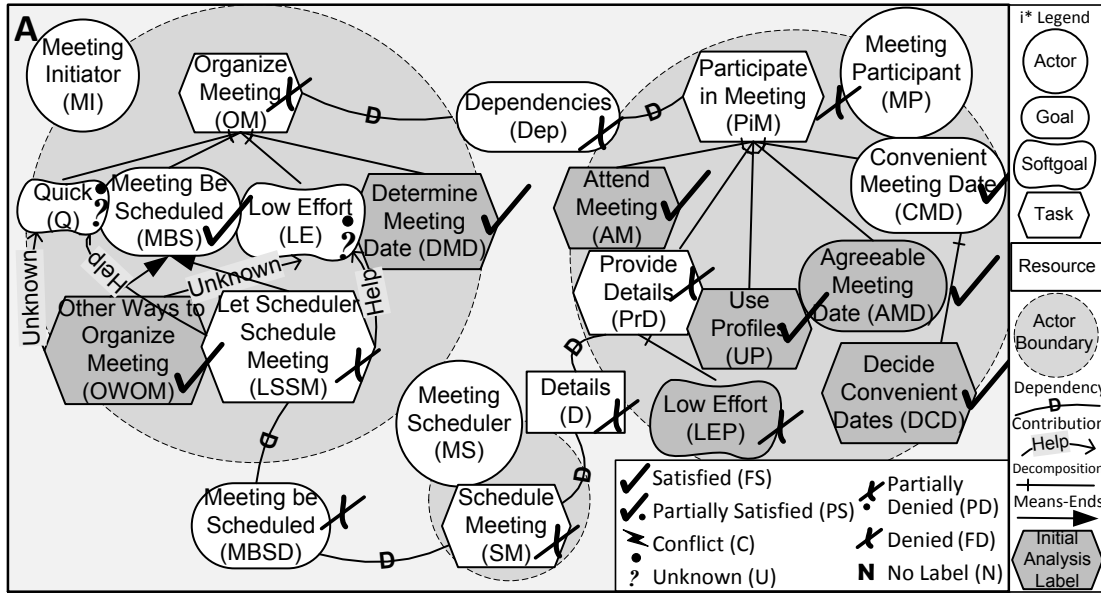 A
Meeting
Initiator
(MI)
Organize
Meeting
(OM)
D
Dependencies
(Dep)
D
Participate
in Meeting
(PiM)
Meeting
Participant
(MP)
Quick
(Q)
?
Meeting Be
Scheduled
(MBS)
Low Effort
(LE)
?
Determine
Meeting
Date (DMD)
Attend
Meeting
(AM)
Convenient
Meeting Date
(CMD)
Unknown
Help
Unknown
Help
Other Ways to
Organize
Meeting
(OWOM)
Let Scheduler
Schedule
Meeting
(LSSM)
Provide
Details
(PrD)
Use
Profiles
(UP)
Agreeable
Meeting
Date (AMD)
D
Details
(D)
Low Effort
(LEP)
Decide
Convenient
Dates (DCD)
Meeting
Scheduler
(MS)
D
D
Meeting be
Scheduled
(MBSD)
D
Schedule
Meeting
(SM)
Satisfied (FS)
Partially Satisfied (PS)
Conflict (C)
? Unknown (U)
Partially
Denied (PD)
Denied (FD)
N No Label (N)
i* Legend
Actor
Goal
Softgoal
Task
Resource
Actor
Boundary
Dependency
D
Contribution
Help
Decomposition
Means-Ends
Initial
Analysis
Label